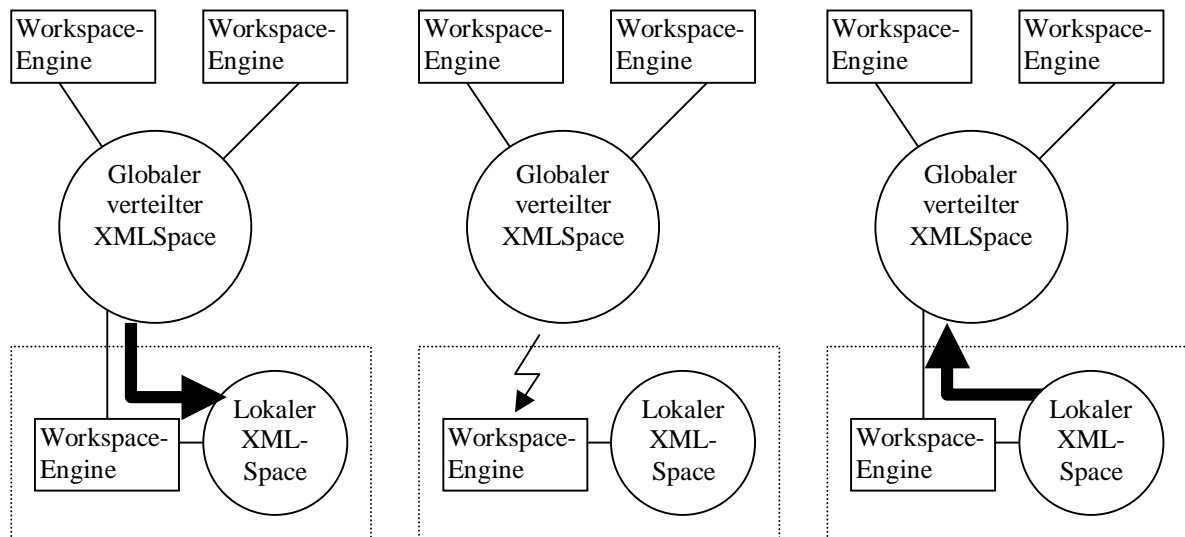 Workspace-
Engine
Workspace-
Engine
Globaler
verteilter
XMLSpace
Workspace-
Engine
Lokaler
XML-
Space
Workspace-
Engine
Workspace-
Engine
Globaler
verteilter
XMLSpace
Workspace-
Engine
Lokaler
XML-
Space
Workspace-
Engine
Workspace-
Engine
Globaler
verteilter
XMLSpace
Workspace-
Engine
Lokaler
XML-
Space